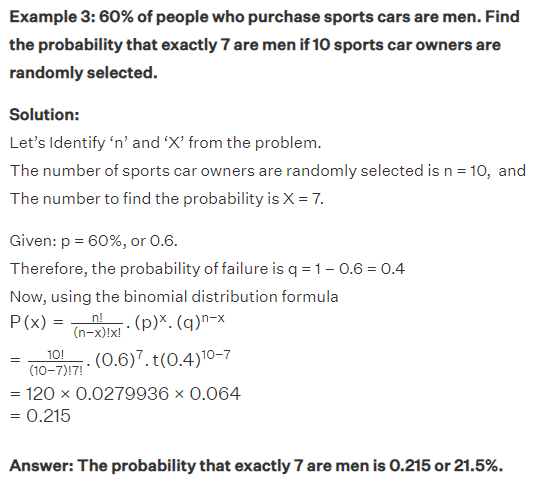 Example 3: 60% of people who purchase sports cars are men. Find
the probability that exactly 7 are men if 10 sports car owners are
randomly selected.
Solution:
Let’s Identify ‘n’ and ‘X’ from the problem.
The number of sports car owners are randomly selected is n = 10, and
The number to find the probability is X = 7.
Given: p = 60%, or 0.6.
Therefore, the probability of failure is q = 1 – 0.6 = 0.4
Now, using the binomial distribution formula
P(x) = n!/(n−x)!x! . (p)ˣ. (q)ⁿ⁻ˣ
= 10!/(10−7)!7! . (0.6)⁷. t(0.4)¹⁰⁻⁷
= 120 × 0.0279936 × 0.064
= 0.215
Answer: The probability that exactly 7 are men is 0.215 or 21.5%.